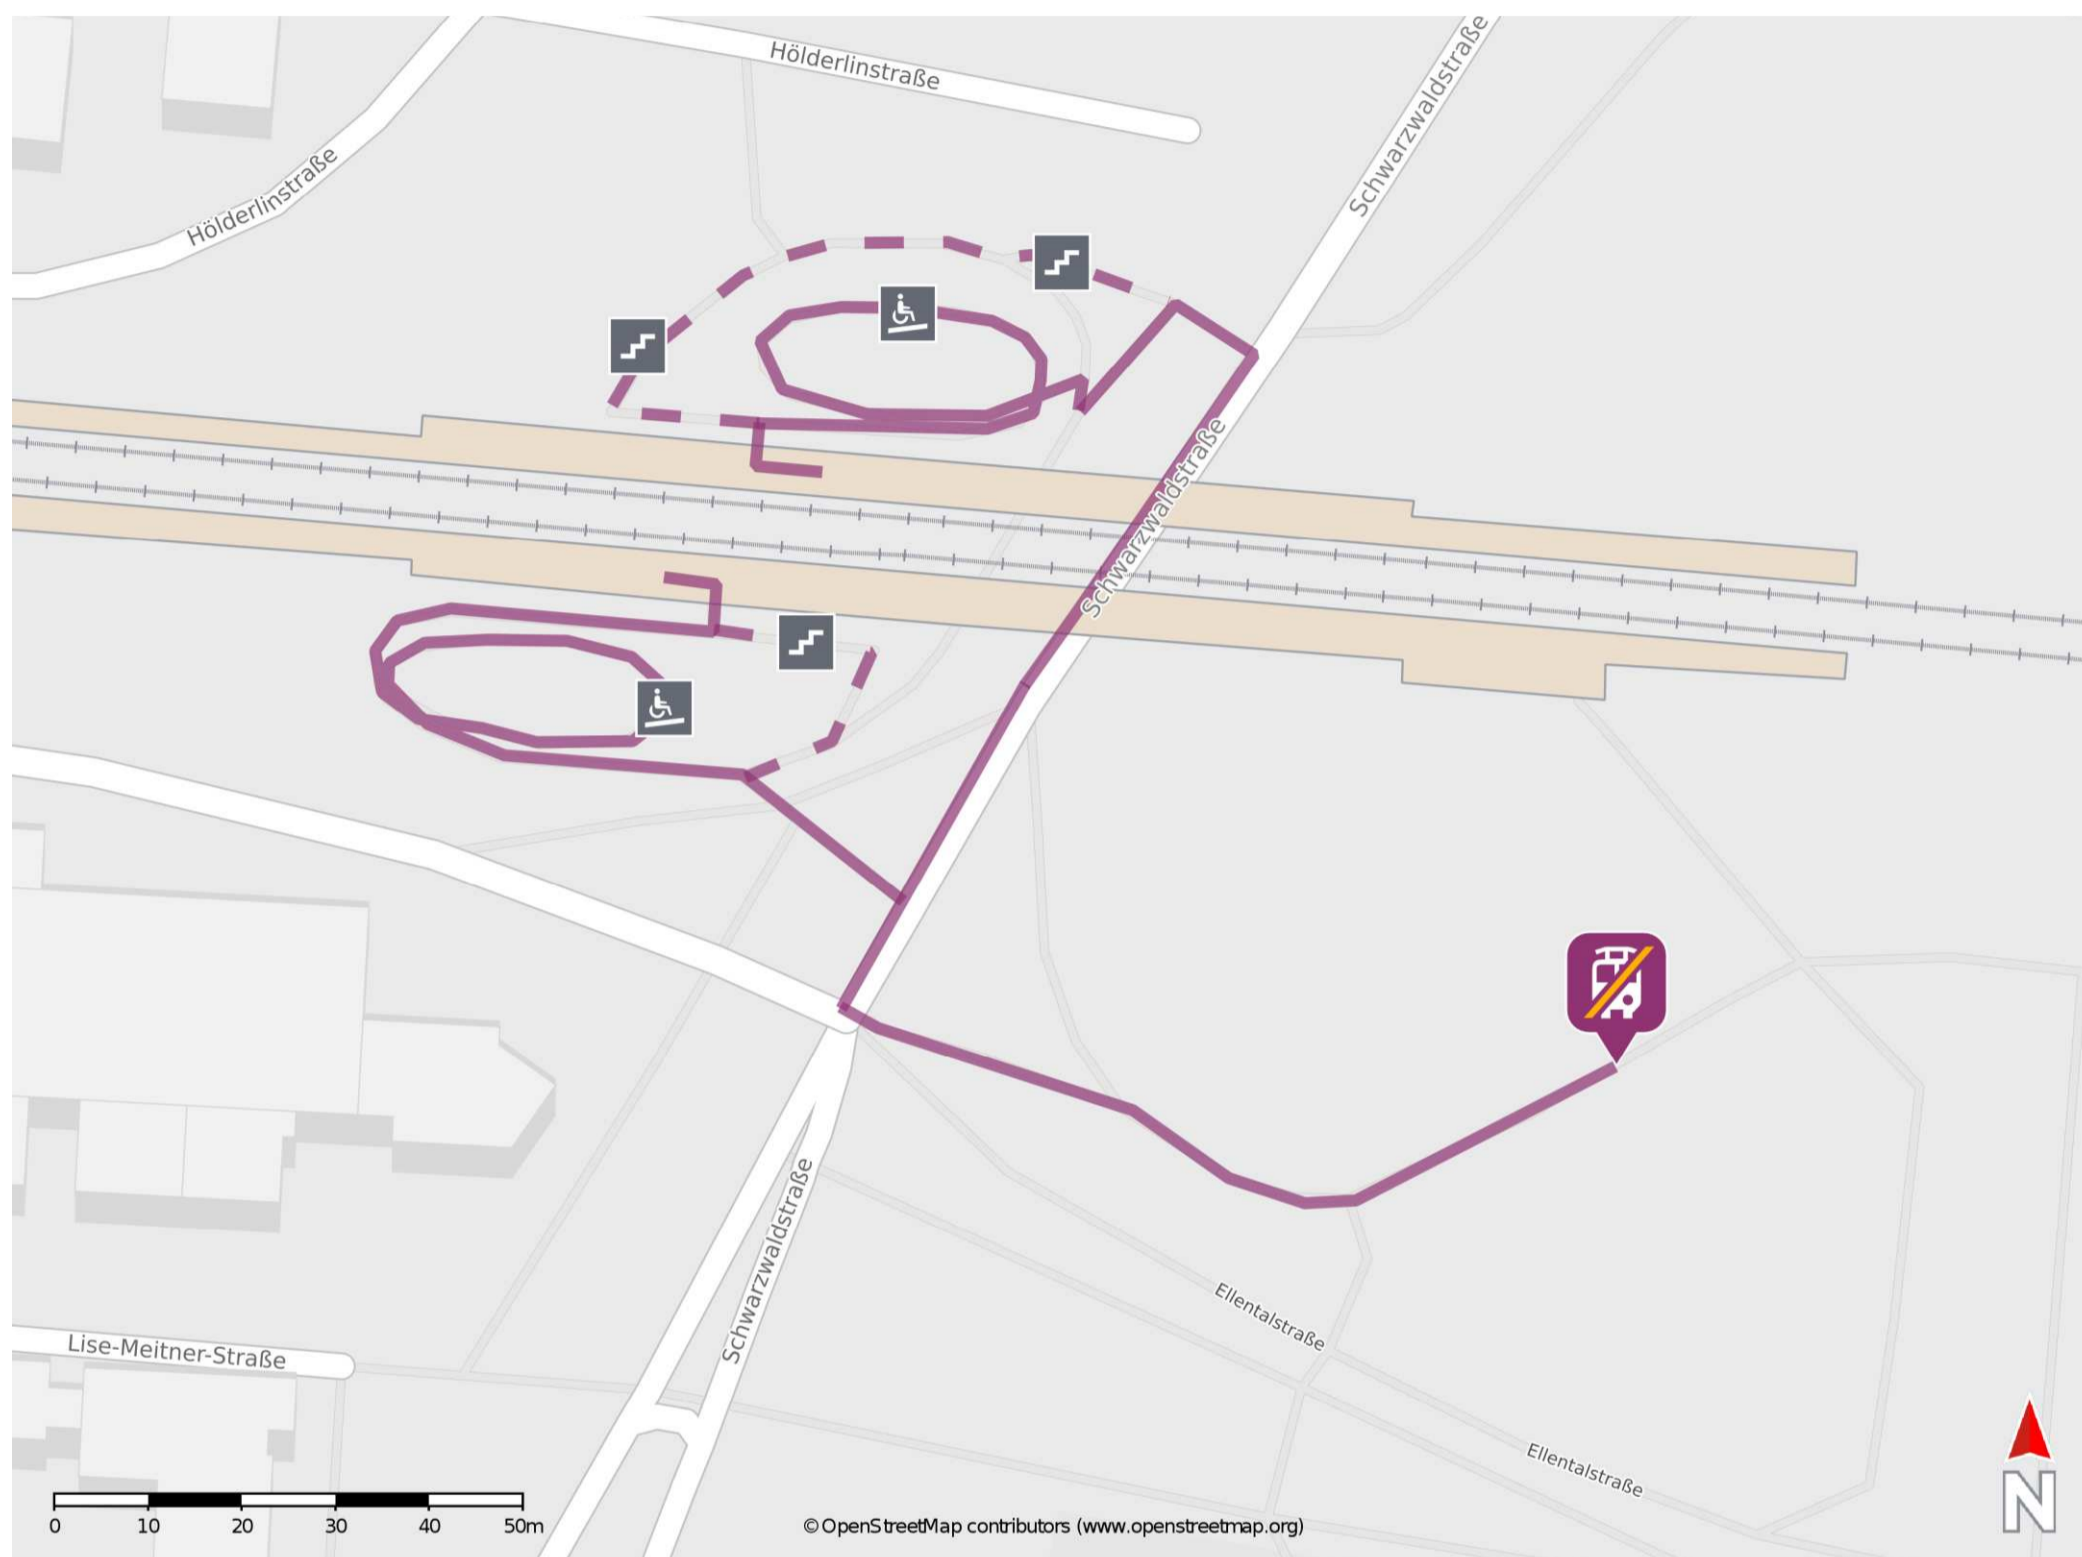 Hölderlinstraße
Schwarzwaldstraße
Hölderlinstraße
Schwarzwaldstraße
Schwarzwaldstraße
Ellentalstraße
Lise-Meitner-Straße
Ellentalstraße
N
0 10 20 30 40 50m
© OpenStreetMap contributors (www.openstreetmap.org)